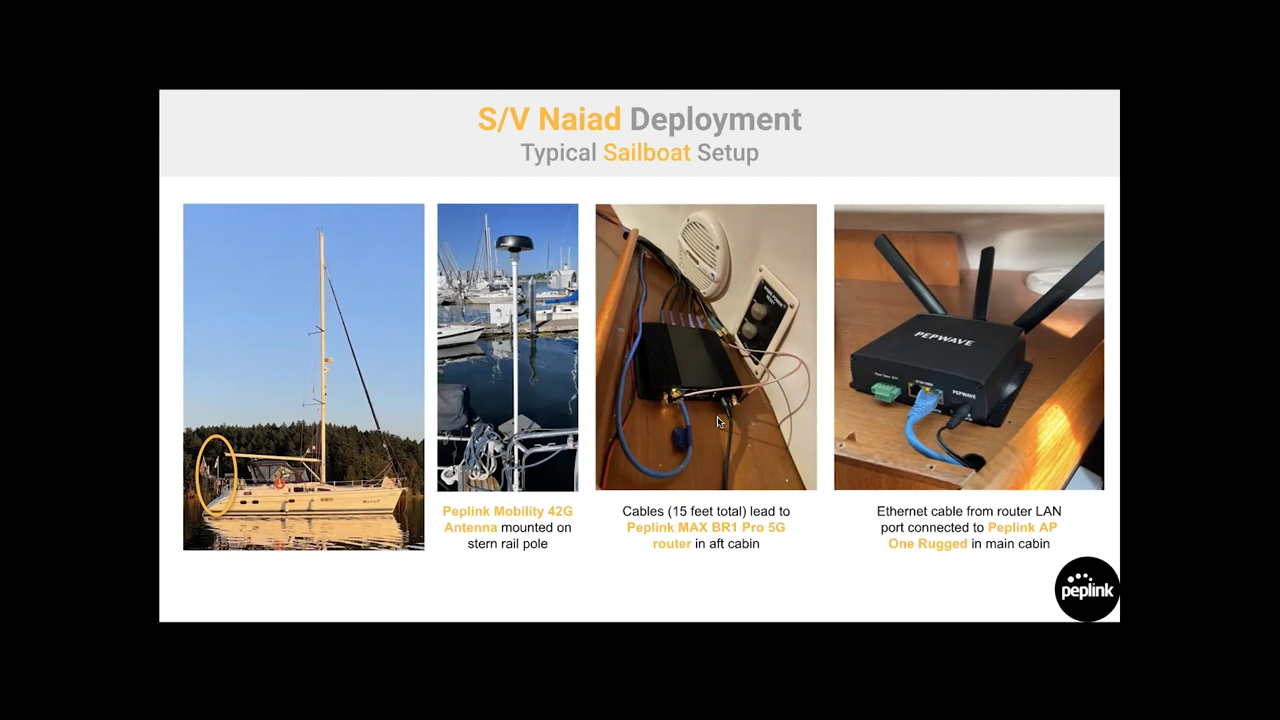 S/V Naiad Deployment
Typical Sailboat Setup
Naiad
PEPWAVE
PEPWAVE
Peplink Mobility 42G
Antenna mounted on
stern rail pole
Cables (15 feet total) lead to
Peplink MAX BR1 Pro 5G
router in aft cabin
Ethernet cable from router LAN
port connected to Peplink AP
One Rugged in main cabin
peplink